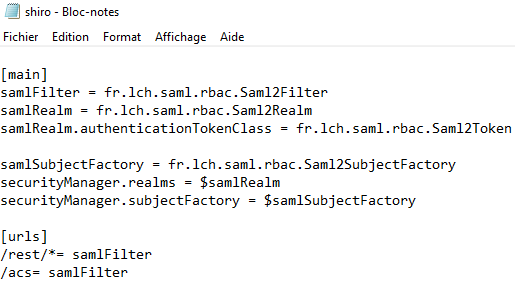 shiro - Bloc-notes
Fichier Edition Format Affichage Aide
[main]
samlFilter = fr.lch.saml.rbac.Saml2Filter
samlRealm = fr.lch.saml.rbac.Saml2Realm
samlRealm.authenticationTokenClass = fr.lch.saml.rbac.Saml2Token
samlSubjectFactory = fr.lch.saml.rbac.Saml2SubjectFactory
securityManager.realms = $samlRealm
securityManager.subjectFactory = $samlSubjectFactory
[urls]
/rest/*= samlFilter
/acs= samlFilter